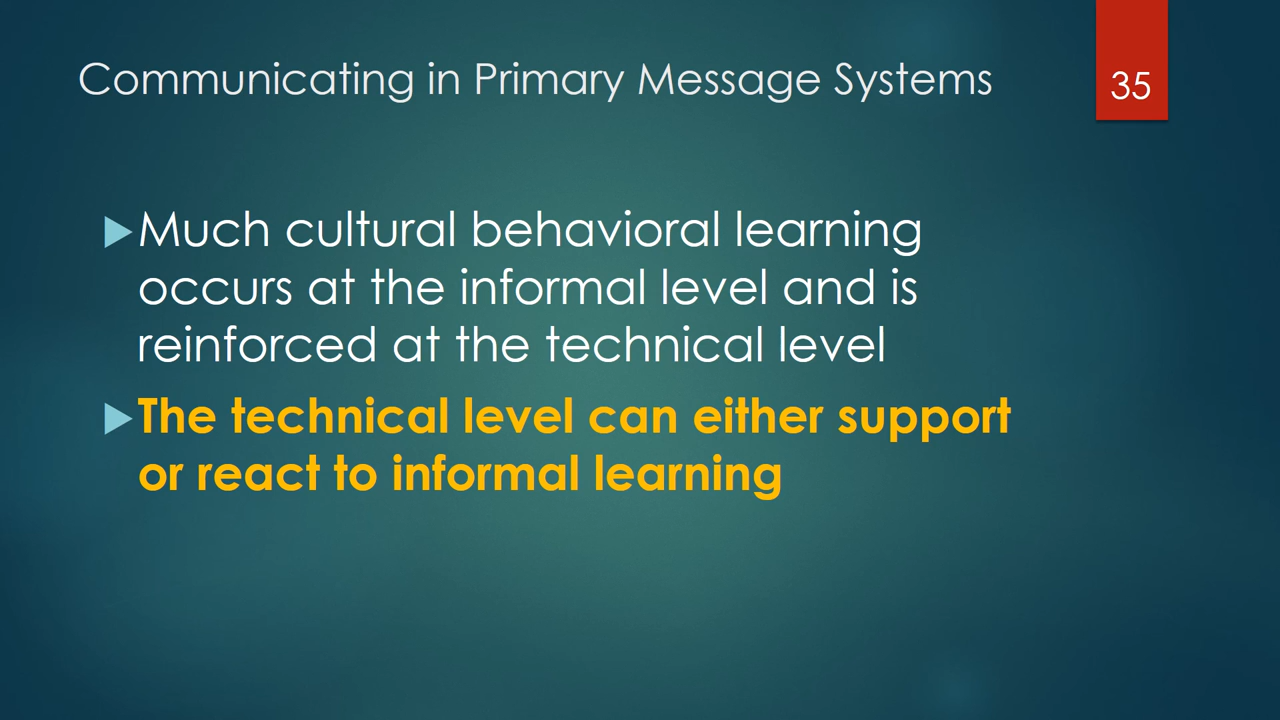 Communicating in Primary Message Systems
35
Much cultural behavioral learning
occurs at the informal level and is
reinforced at the technical level
The technical level can either support
or react to informal learning